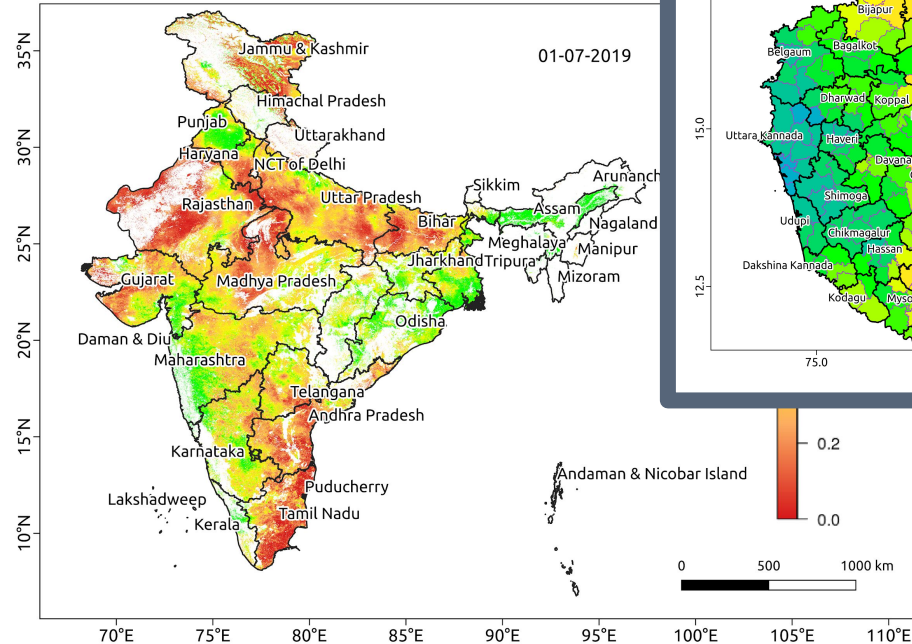 35°N
30°N
25°N
20°N
15°N
10°N
Jammu & Kashmir
01-07-2019
Himachal Pradesh
Punjab
Uttarakhand
Haryana
NCT of Delhi
Sikkim
Arunanch
Rajasthan
Uttar Pradesh
Assam
Bihar
Nagaland
Meghalaya
Manipur
Jharkhand
Tripura
Gujarat
Madhya Pradesh
Mizoram
Odisha
Daman & Diu
Maharashtra
Telangana
Andhra Pradesh
Karnataka
Andaman & Nicobar Island
Puducherry
Lakshadweep
Tamil Nadu
Kerala
70°E
75°E
80°E
85°E
90°E
95°E
100°E
105°E
110°E
Bijapur
Bagalkot
Belgaum
Dharwad
Koppal
15.0
Uttara Kannada
Haveri
Davana
Shimoga
Udupi
Chikmagalur
Hassan
Dakshina Kannada
12.5
Kodagu
Myso
75.0
0.2
0.0
0
500
1000 km